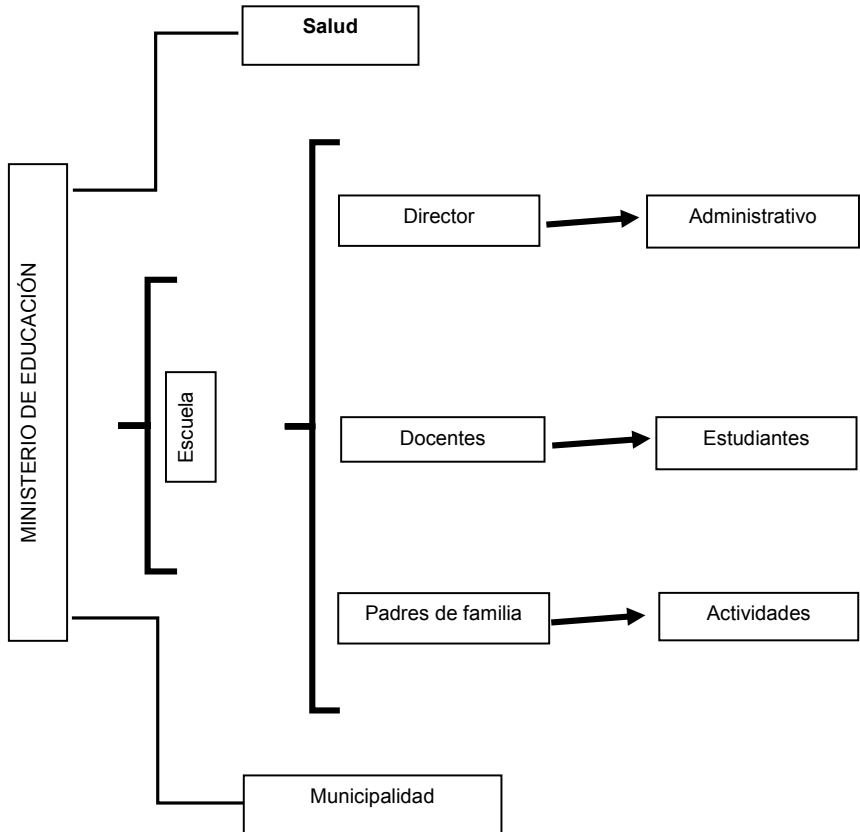 Salud
MINISTERIO DE EDUCACIÓN
Director
Administrativo
Escuela
Docentes
Estudiantes
Padres de familia
Actividades
Municipalidad